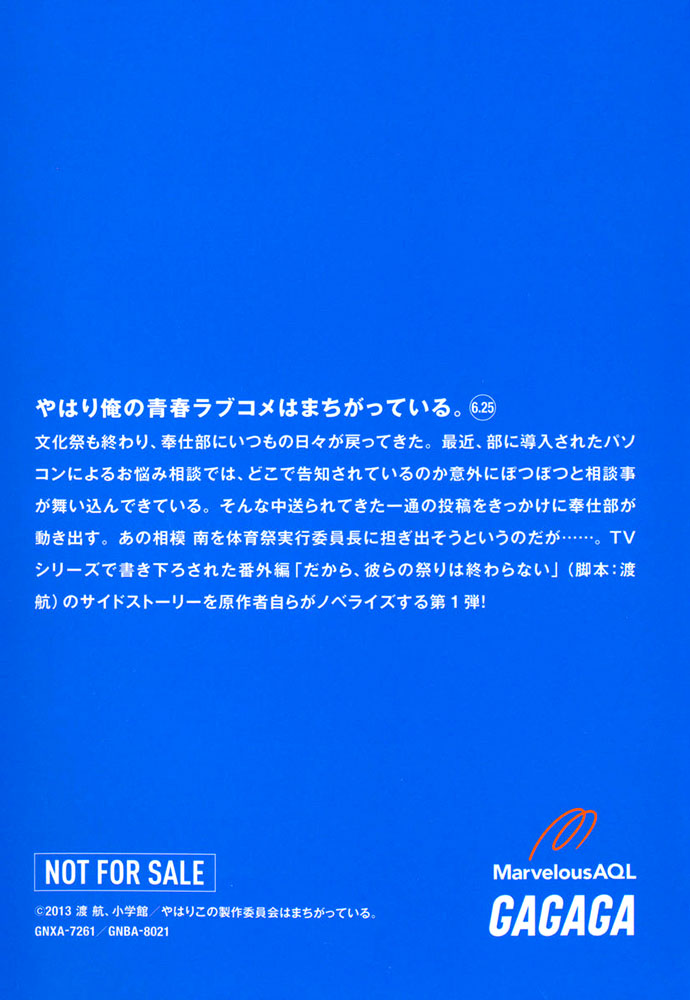 やはり俺の青春ラブコメはまちがっている。6.25
文化祭も終わり、奉仕部にいつもの日々が戻ってきた。最近、部に導入されたパソ
コンによるお悩み相談では、どこで告知されているのか意外にぽつぽつと相談事
が舞い込んできている。そんな中送られてきた一通の投稿をきっかけに奉仕部が
動き出す。あの相模 南を体育祭実行委員長に担ぎ出そうというのだが……。TV
シリーズで書き下ろされた番外編「だから、彼らの祭りは終わらない」（脚本：渡
航）のサイドストーリーを原作者自らがノベライズする第1弾!
NOT FOR SALE
©2013 渡 航、小学館／やはりこの製作委員会はまちがっている。
GNXA-7261／GNBA-8021
MarvelousAQL
GAGAGA